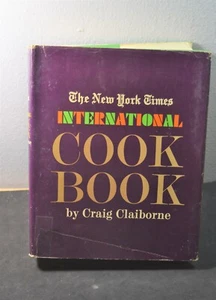 The New York Times
INTERNATIONAL
COOK
BOOK
by Craig Claiborne